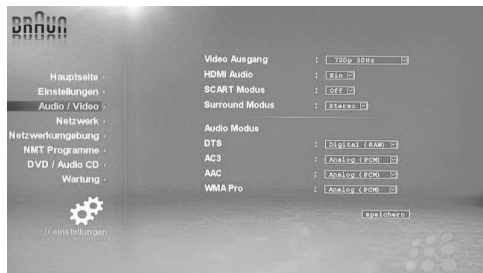 BRAUN
Hauptseite
Einstellungen
Audio / Video
Netzwerk
Netzwerkumgebung
NMT Programme
DVD / Audio CD
Wartung
// einstellungen
Video Ausgang : 720p 50Hz
HDMI Audio : Ein
SCART Modus : Off
Surround Modus : Stereo
Audio Modus
DTS : Digital (RAW)
AC3 : Analog (PCM)
AAC : Analog (PCM)
WMA Pro : Analog (PCM)
speichern